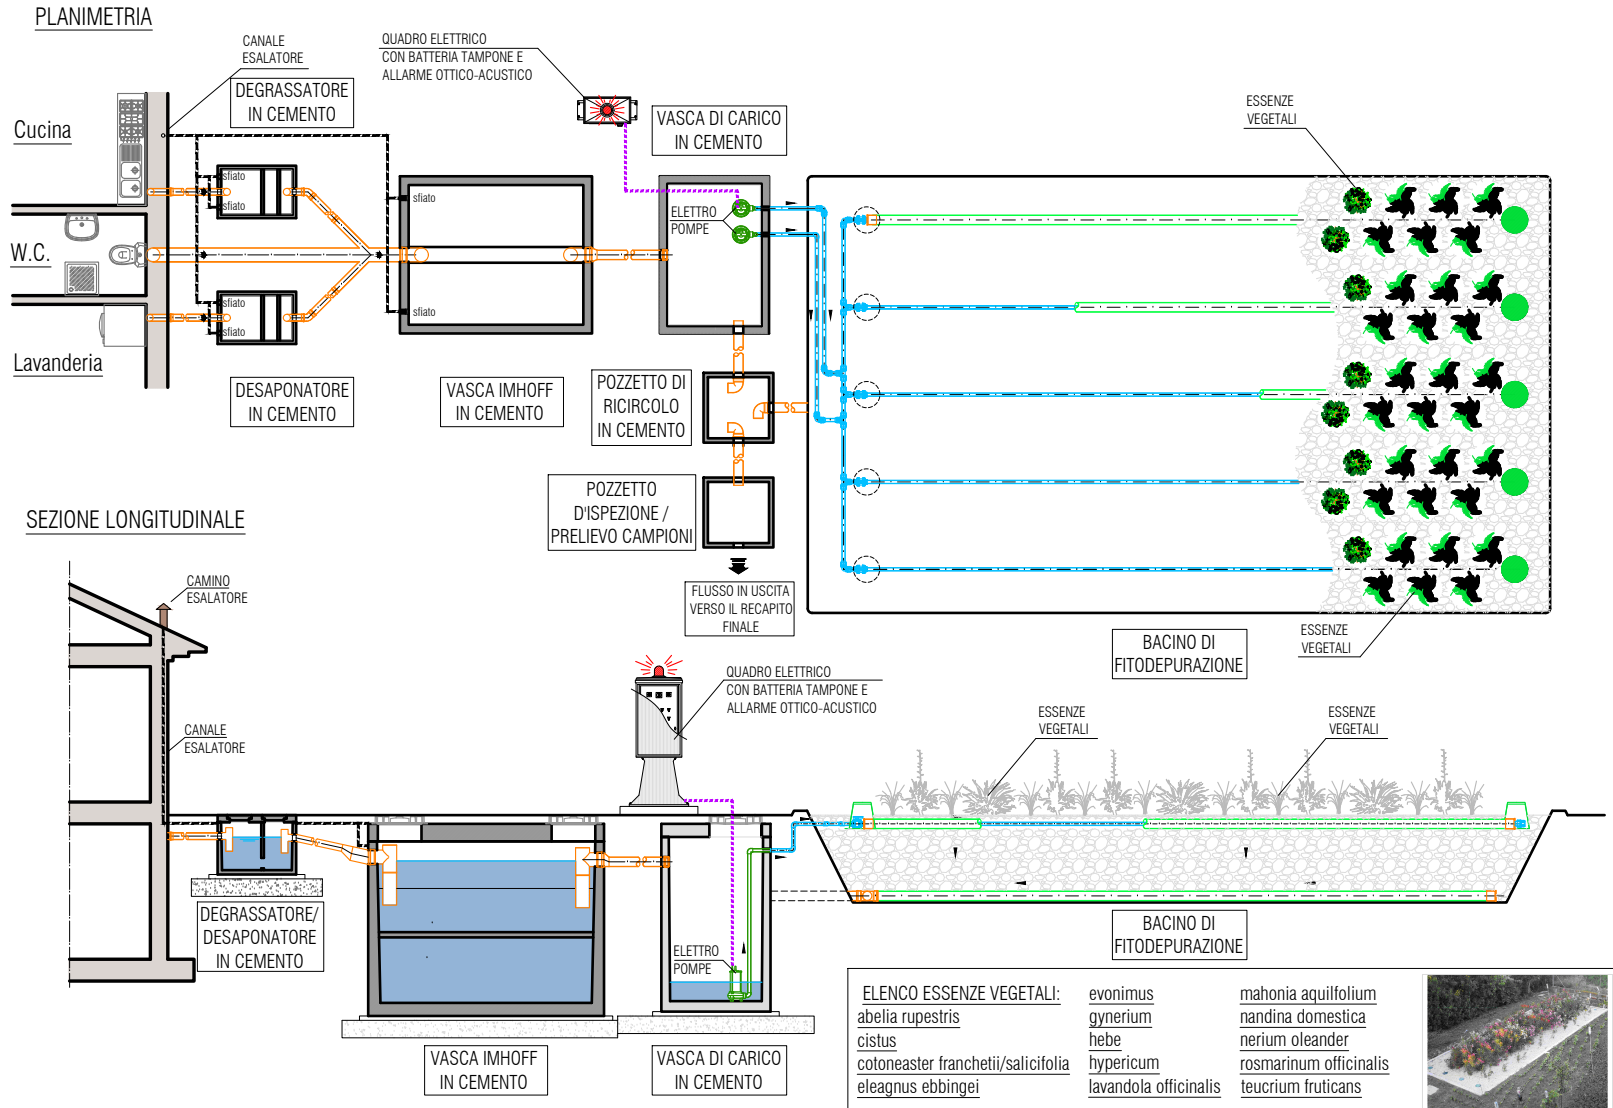 PLANIMETRIA
CANALE
ESALATORE
QUADRO ELETTRICO
CON BATTERIA TAMPONE E
ALLARME OTTICO-ACUSTICO
DEGRASSATORE
IN CEMENTO
VASCA DI CARICO
IN CEMENTO
ESSENZE
VEGETALI
Cucina
sfiato
sfiato
sfiato
ELETTRO
POMPE
W.C.
sfiato
sfiato
sfiato
Lavanderia
DESAPONATORE
IN CEMENTO
VASCA IMHOFF
IN CEMENTO
POZZETTO DI
RICIRCOLO
IN CEMENTO
POZZETTO
D'ISPEZIONE /
PRELIEVO CAMPIONI
FLUSSO IN USCITA
VERSO IL RECAPITO
FINALE
BACINO DI
FITODEPURAZIONE
ESSENZE
VEGETALI
SEZIONE LONGITUDINALE
CAMINO
ESALATORE
CANALE
ESALATORE
QUADRO ELETTRICO
CON BATTERIA TAMPONE E
ALLARME OTTICO-ACUSTICO
ESSENZE
VEGETALI
ESSENZE
VEGETALI
DEGRASSATORE/
DESAPONATORE
IN CEMENTO
ELETTRO
POMPE
BACINO DI
FITODEPURAZIONE
VASCA IMHOFF
IN CEMENTO
VASCA DI CARICO
IN CEMENTO
ELENCO ESSENZE VEGETALI:
abelia rupestris
cistus
cotoneaster franchetii/salicifolia
eleagnus ebbingei
evonimus
gynerium
hebe
hypericum
lavandola officinalis
mahonia aquilfolium
nandina domestica
nerium oleander
rosmarinum officinalis
teucrium fruticans